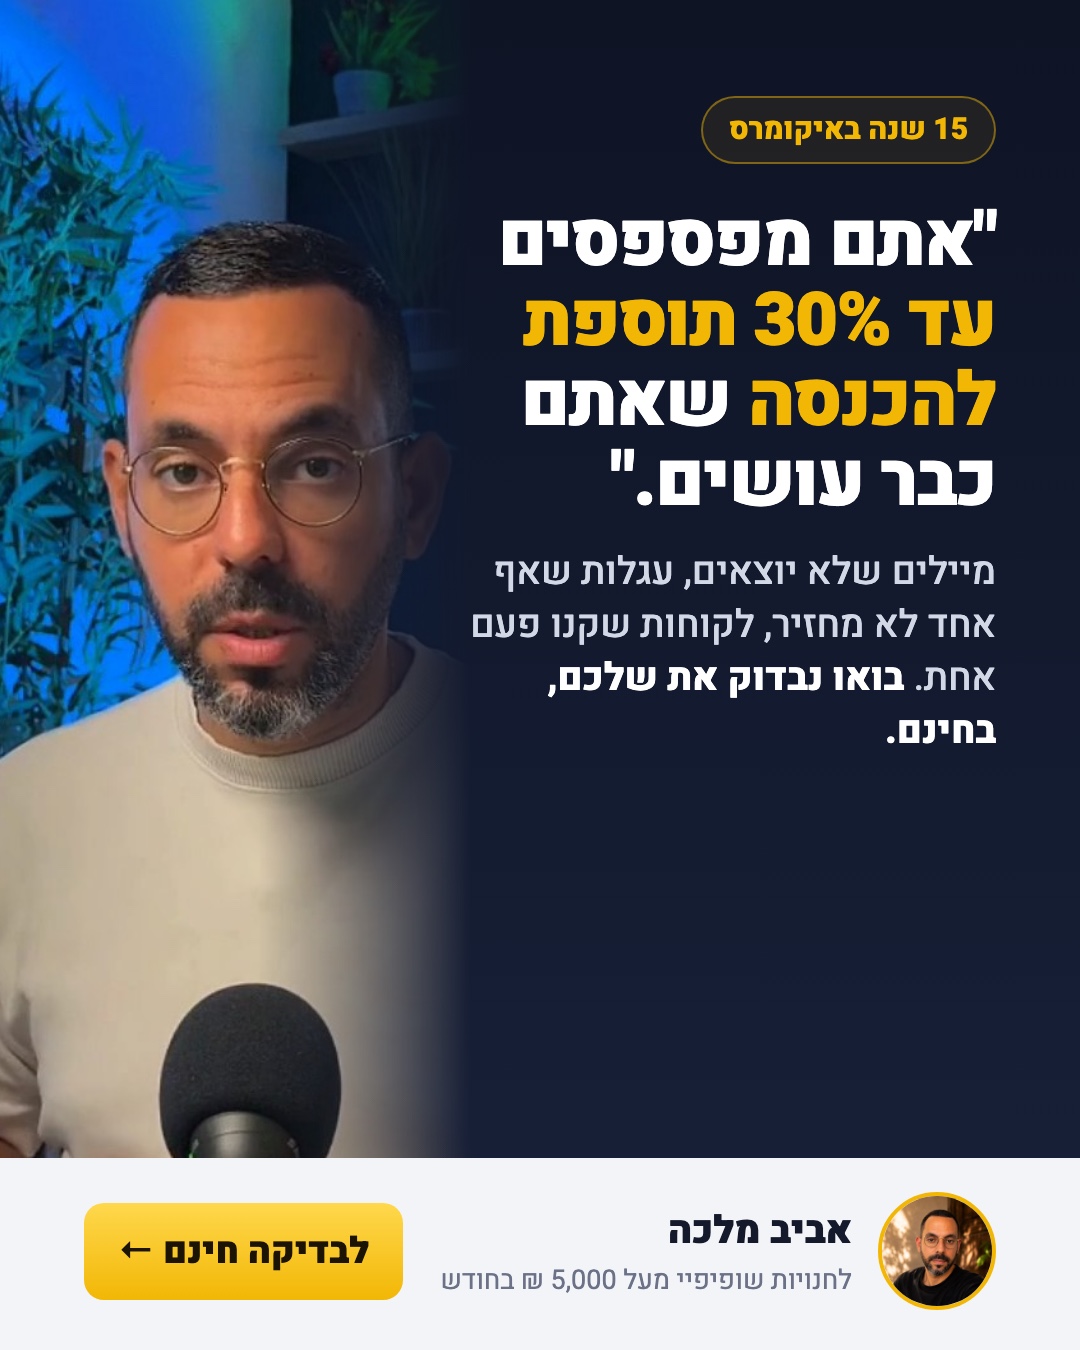 15 שנה באיקומרס
"אתם מפספסים
עד 30% תוספת
להכנסה שאתם
כבר עושים."
מיילים שלא יוצאים, עגלות שאף
אחד לא מחזיר, לקוחות שקנו פעם
אחת. בואו נבדוק את שלכם,
בחינם.
אביב מלכה
לחנויות שופיפיי מעל 5,000 ₪ בחודש
לבדיקה חינם ←